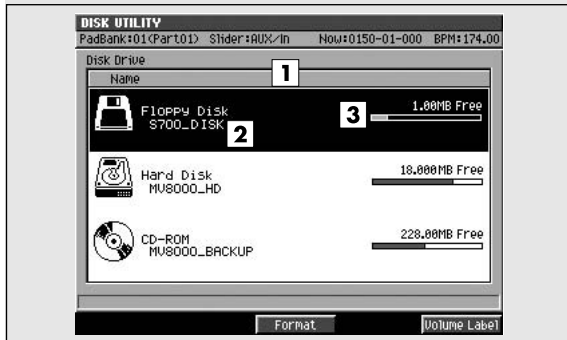 DISK UTILITY
PadBank:01(Part01) Slider:AUX/In Now:0150-01-000 BPM:174.00
Disk Drive
1
Name
Floppy Disk 1.00MB Free
S700_DISK 2 3
Hard Disk 18.000MB Free
MV8000_HD
CD-ROM 228.00MB Free
MV8000_BACKUP
Format Volume Label